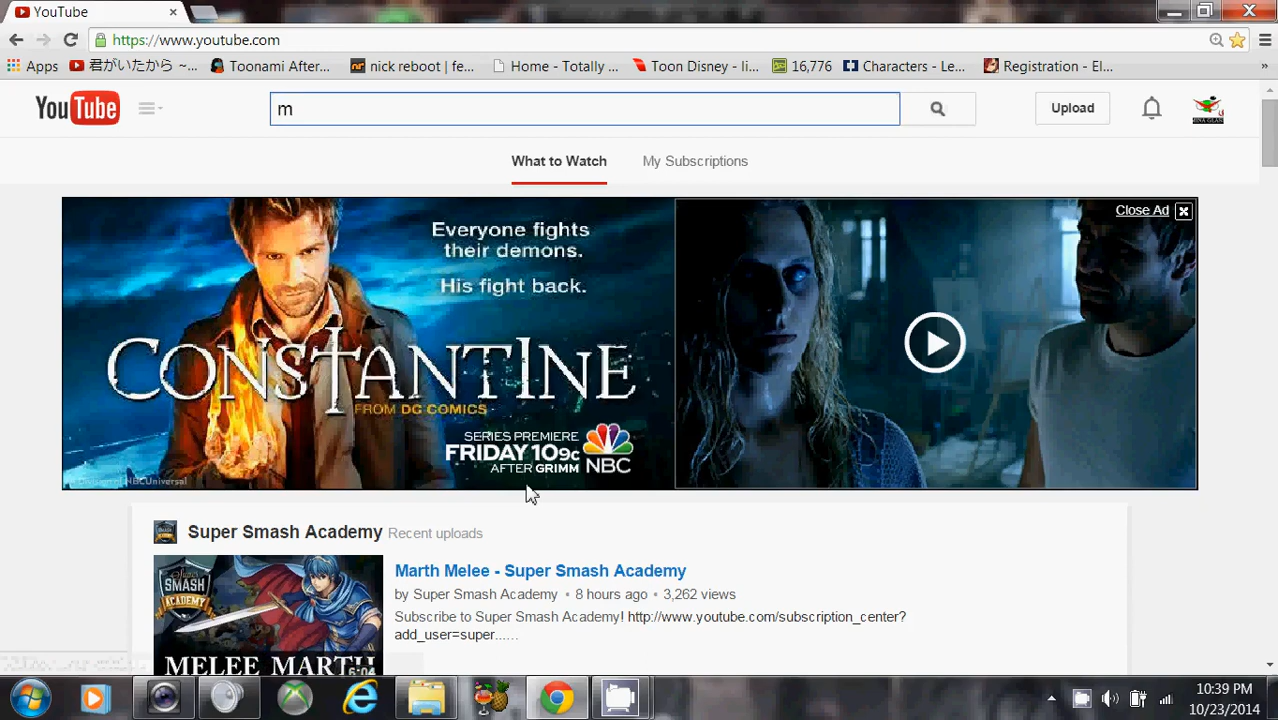 YouTube
https://www.youtube.com
Apps
君がいたから ~...
Toonami After...
nick reboot | fe...
Home - Totally ...
Toon Disney - li...
16,776
Characters - Le...
Registration - El...
»
YouTube
m
Upload
What to Watch
My Subscriptions
Everyone fights
their demons.
His fight back.
CONSTANTINE
FROM DC COMICS
SERIES PREMIERE
FRIDAY 10 9c
AFTER GRIMM
NBC
Division of NBCUniversal
Close Ad
Super Smash Academy Recent uploads
SMASH
ACADEMY
MELEE MARTH
6:04
Marth Melee - Super Smash Academy
by Super Smash Academy • 8 hours ago • 3,262 views
Subscribe to Super Smash Academy! http://www.youtube.com/subscription_center?
add_user=super......
10:39 PM
10/23/2014